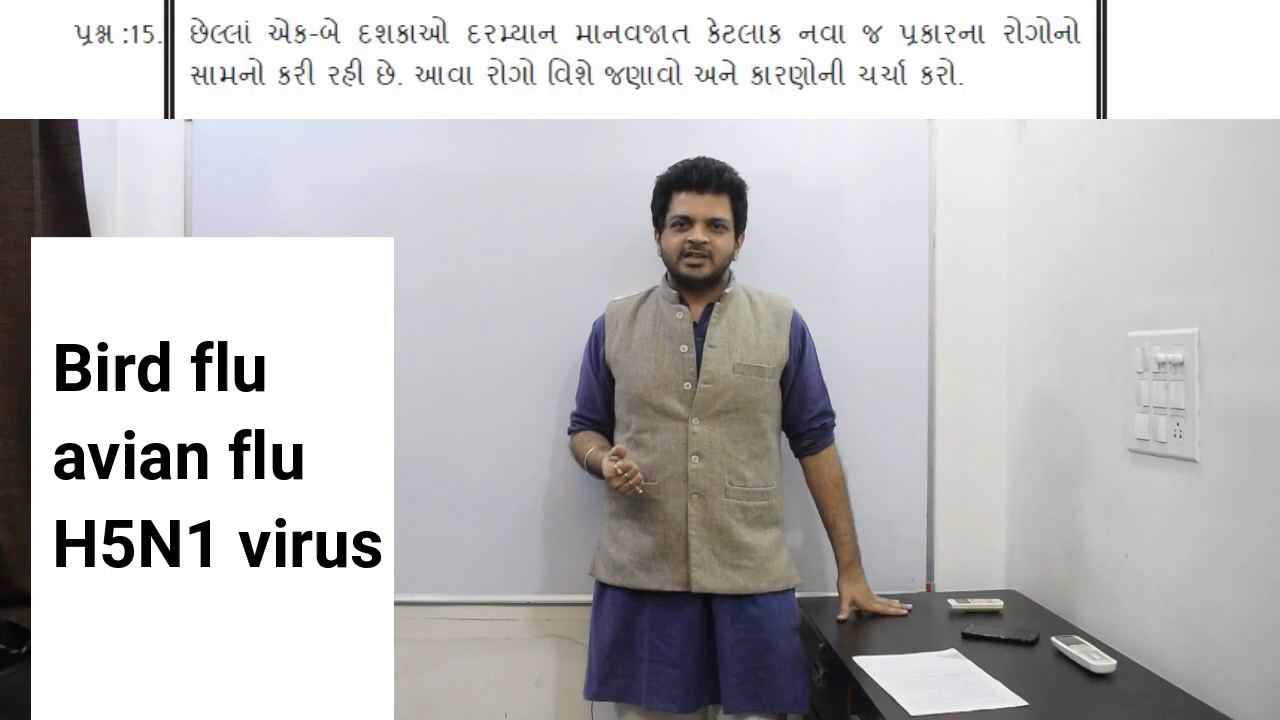 પ્રશ્ન :15. છેલ્લાં એક-બે દશકાઓ દરમ્યાન માનવજાત કેટલાક નવા જ પ્રકારના રોગોનો
સામનો કરી રહી છે. આવા રોગો વિશે જણાવો અને કારણોની ચર્ચા કરો.
Bird flu
avian flu
H5N1 virus